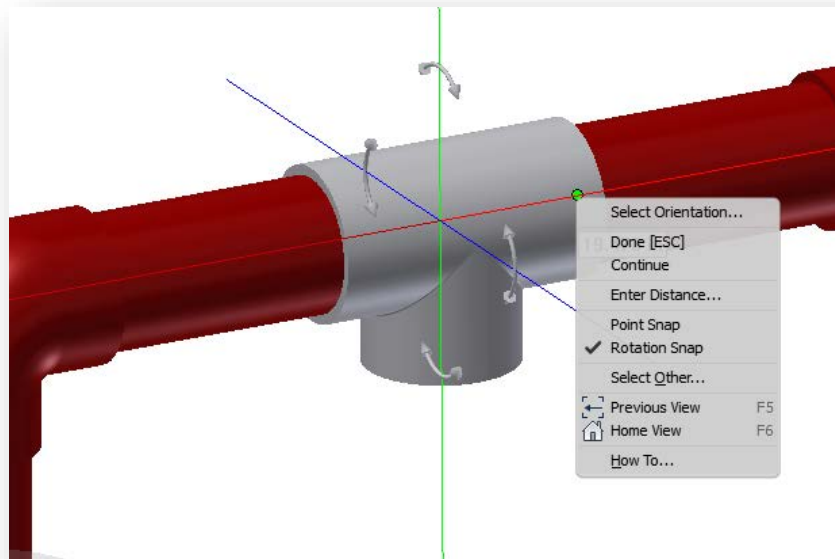 Select Orientation...
Done [ESC]
Continue
Enter Distance...
Point Snap
Rotation Snap
Select Other...
Previous View F5
Home View F6
How To...